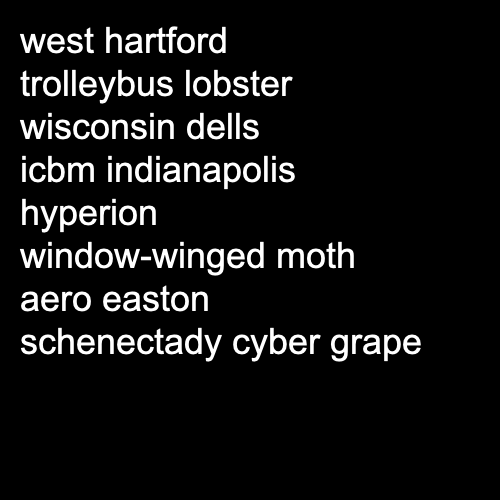 west hartford
trolleybus lobster
wisconsin dells
icbm indianapolis
hyperion
window-winged moth
aero easton
schenectady cyber grape